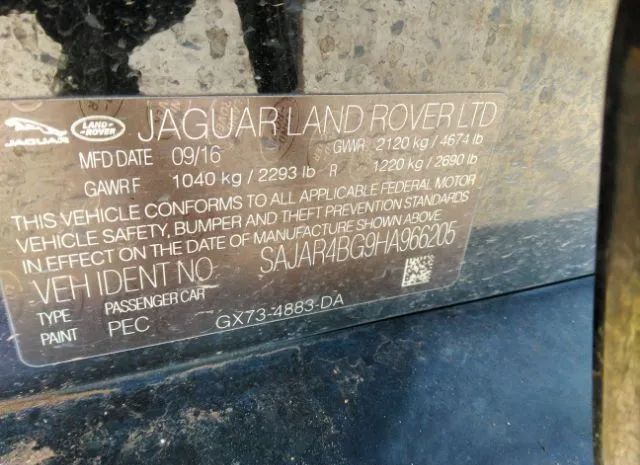 JAGUAR LAND-ROVER JAGUAR LAND ROVER LTD
MFD DATE 09/16 GVWR 2120 kg / 4674 lb
GAWR F 1040 kg / 2293 lb R 1220 kg / 2690 lb
THIS VEHICLE CONFORMS TO ALL APPLICABLE FEDERAL MOTOR
VEHICLE SAFETY, BUMPER AND THEFT PREVENTION STANDARDS
IN EFFECT ON THE DATE OF MANUFACTURE SHOWN ABOVE
VEH IDENT NO SAJAR4BG9HA966205
TYPE PASSENGER CAR
PAINT PEC GX73-4883-DA